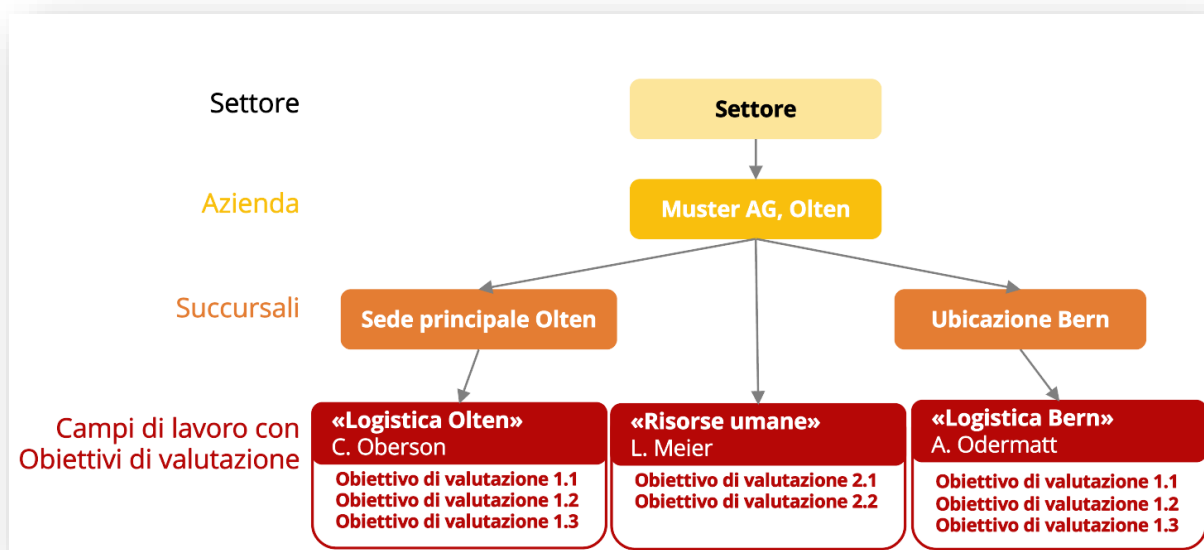 Settore
Settore
Azienda
Muster AG, Olten
Succursali
Sede principale Olten
Ubicazione Bern
Campi di lavoro con
Obiettivi di valutazione
«Logistica Olten»
C. Oberson
Obiettivo di valutazione 1.1
Obiettivo di valutazione 1.2
Obiettivo di valutazione 1.3
«Risorse umane»
L. Meier
Obiettivo di valutazione 2.1
Obiettivo di valutazione 2.2
«Logistica Bern»
A. Odermatt
Obiettivo di valutazione 1.1
Obiettivo di valutazione 1.2
Obiettivo di valutazione 1.3